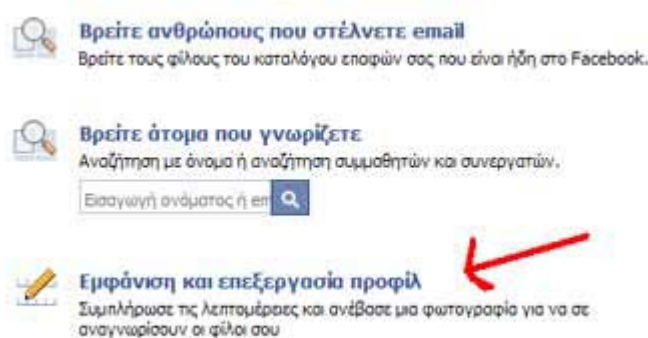 Βρείτε ανθρώπους που στέλνετε email
Βρείτε τους φίλους του καταλόγου επαφών σας που είναι ήδη στο Facebook.
Βρείτε άτομα που γνωρίζετε
Αναζήτηση με όνομα ή αναζήτηση συμμαθητών και συνεργατών.
Εισαγωγή ονόματος ή em
Εμφάνιση και επεξεργασία προφίλ
Συμπλήρωσε τις λεπτομέρειες και ανέβασε μια φωτογραφία για να σε
αναγνωρίσουν οι φίλοι σου